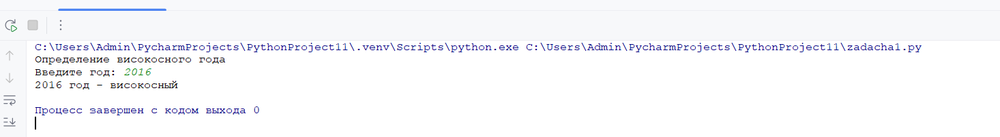 C:\Users\Admin\PycharmProjects\PythonProject11\.venv\Scripts\python.exe C:\Users\Admin\PycharmProjects\PythonProject11\zadacha1.py
Определение високосного года
Введите год: 2016
2016 год - високосный
Процесс завершен с кодом выхода 0